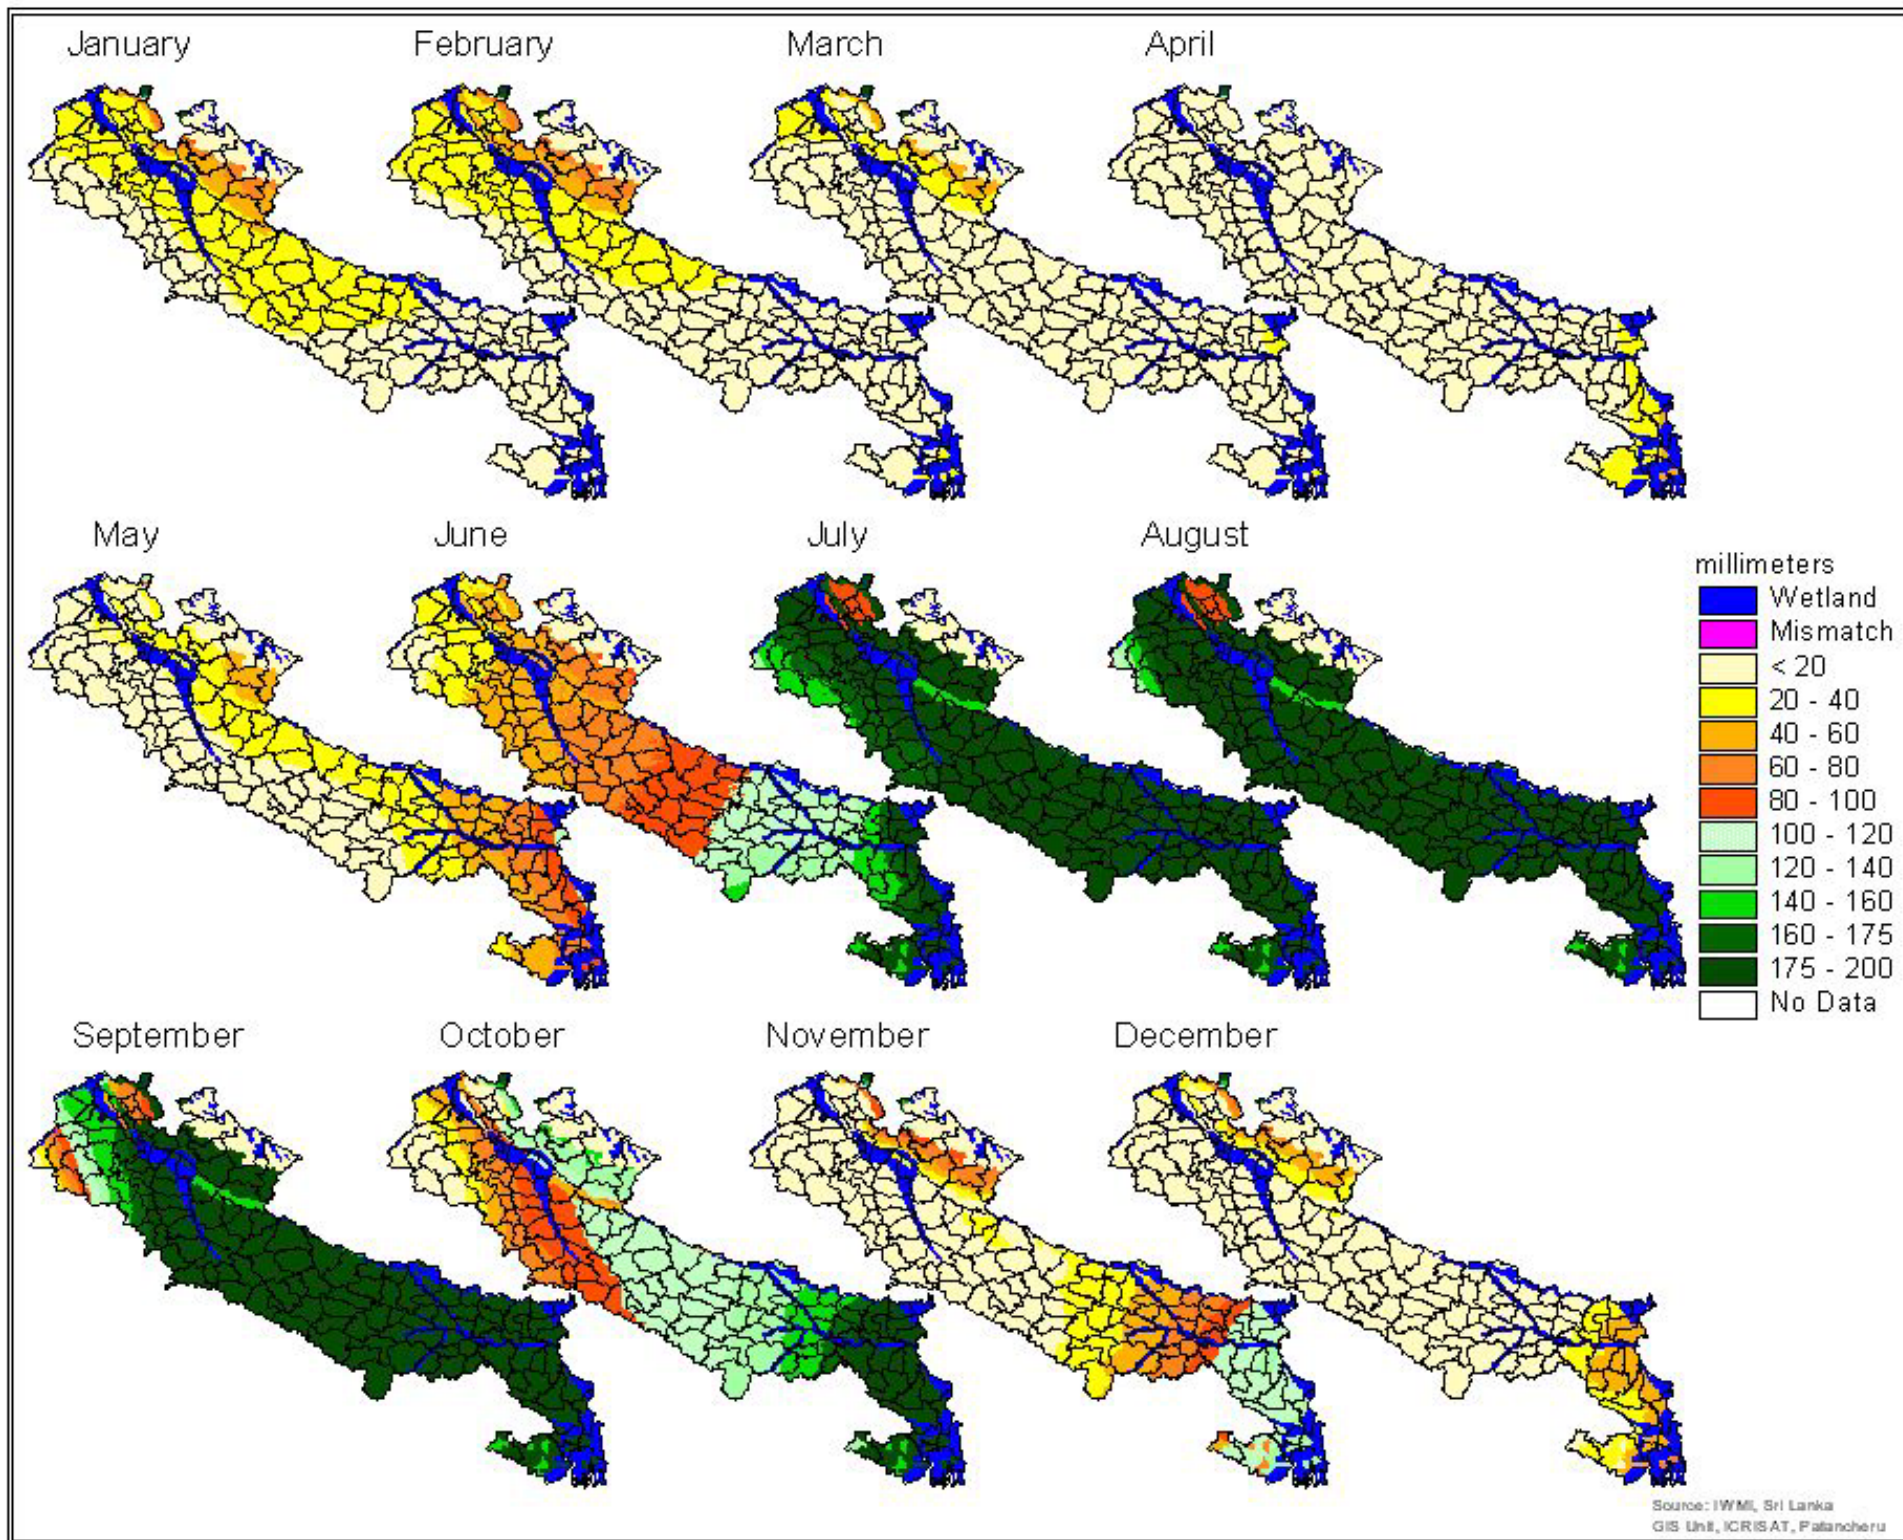 January
February
March
April
May
June
July
August
millimeters
Wetland
Mismatch
< 20
20 - 40
40 - 60
60 - 80
80 - 100
100 - 120
120 - 140
140 - 160
160 - 175
175 - 200
No Data
September
October
November
December
Source: IWMI, Sri Lanka
GIS Unit, ICRISAT, Patancheru